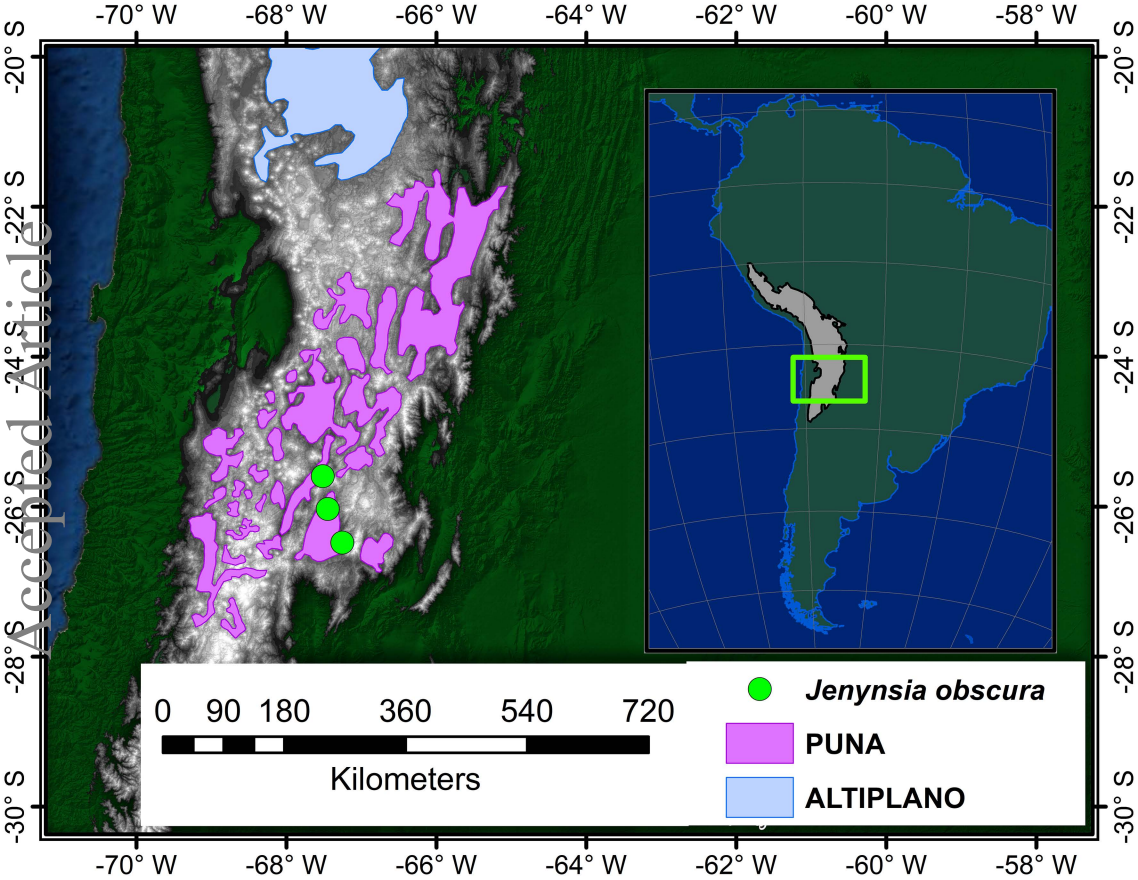 -70° W -68° W -66° W -64° W -62° W -60° W -58° W
-20° S -20° S
-22° S -22° S
-24° S -24° S
-26° S -26° S
-28° S -28° S
-30° S -30° S
Accepted Article
0 90 180 360 540 720
Kilometers
Jenynsia obscura
PUNA
ALTIPLANO
-70° W -68° W -66° W -64° W -62° W -60° W -58° W